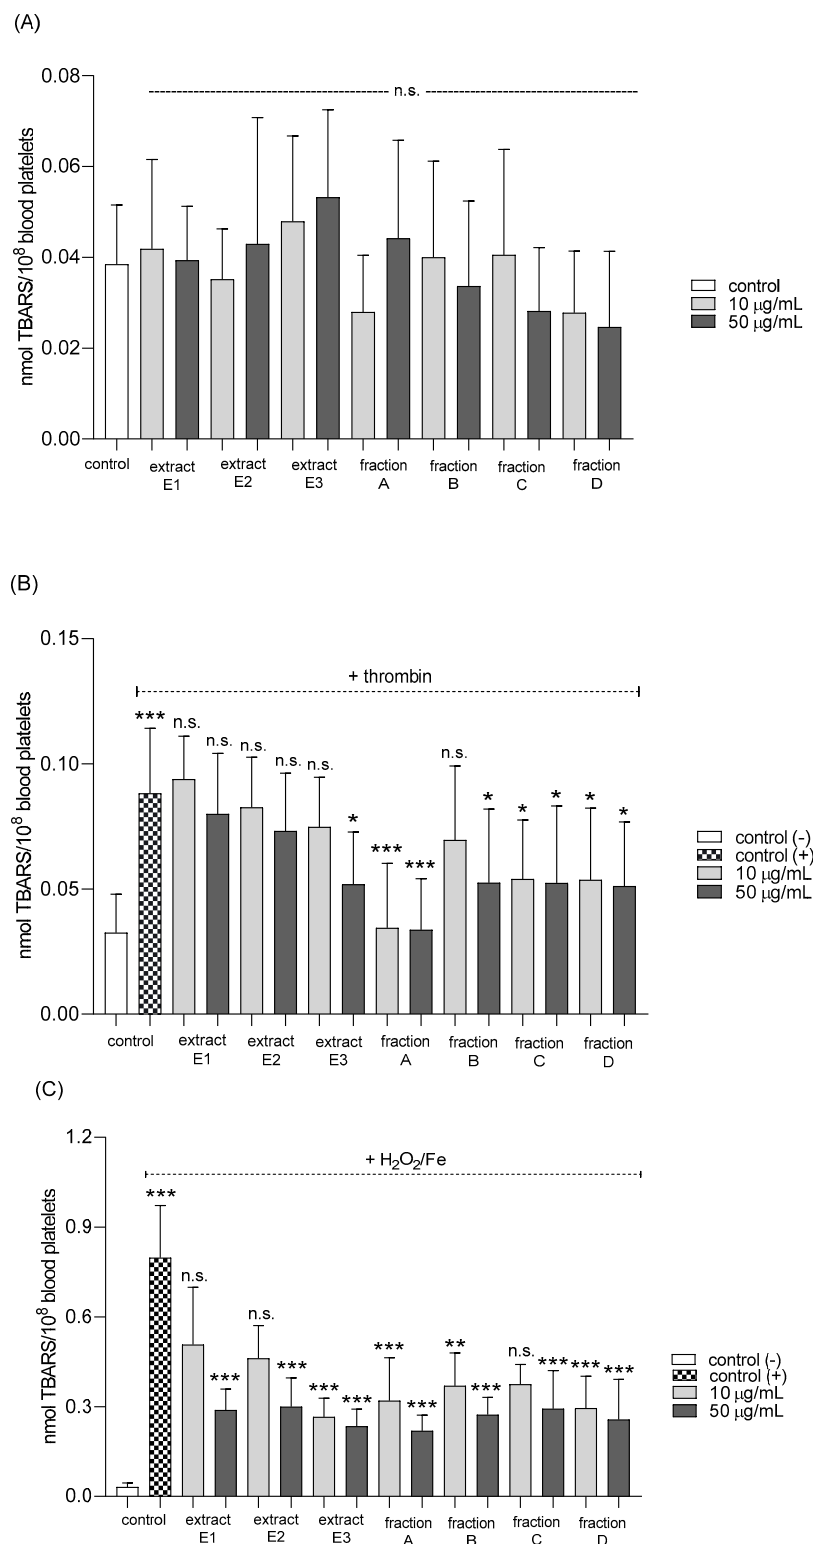 (A)
nmol TBARS/10⁸ blood platelets
0.08
0.06
0.04
0.02
0.00
n.s.
control
extract E1
extract E2
extract E3
fraction A
fraction B
fraction C
fraction D
control
10 µg/mL
50 µg/mL
(B)
nmol TBARS/10⁸ blood platelets
0.15
0.10
0.05
0.00
+ thrombin
*** n.s. n.s. n.s. n.s. n.s. * *** *** n.s. * * * * *
control
extract E1
extract E2
extract E3
fraction A
fraction B
fraction C
fraction D
control (-)
control (+)
10 µg/mL
50 µg/mL
(C)
nmol TBARS/10⁸ blood platelets
1.2
0.9
0.6
0.3
0.0
+ H₂O₂/Fe
*** n.s. *** n.s. *** *** *** *** *** ** *** n.s. *** *** ***
control
extract E1
extract E2
extract E3
fraction A
fraction B
fraction C
fraction D
control (-)
control (+)
10 µg/mL
50 µg/mL